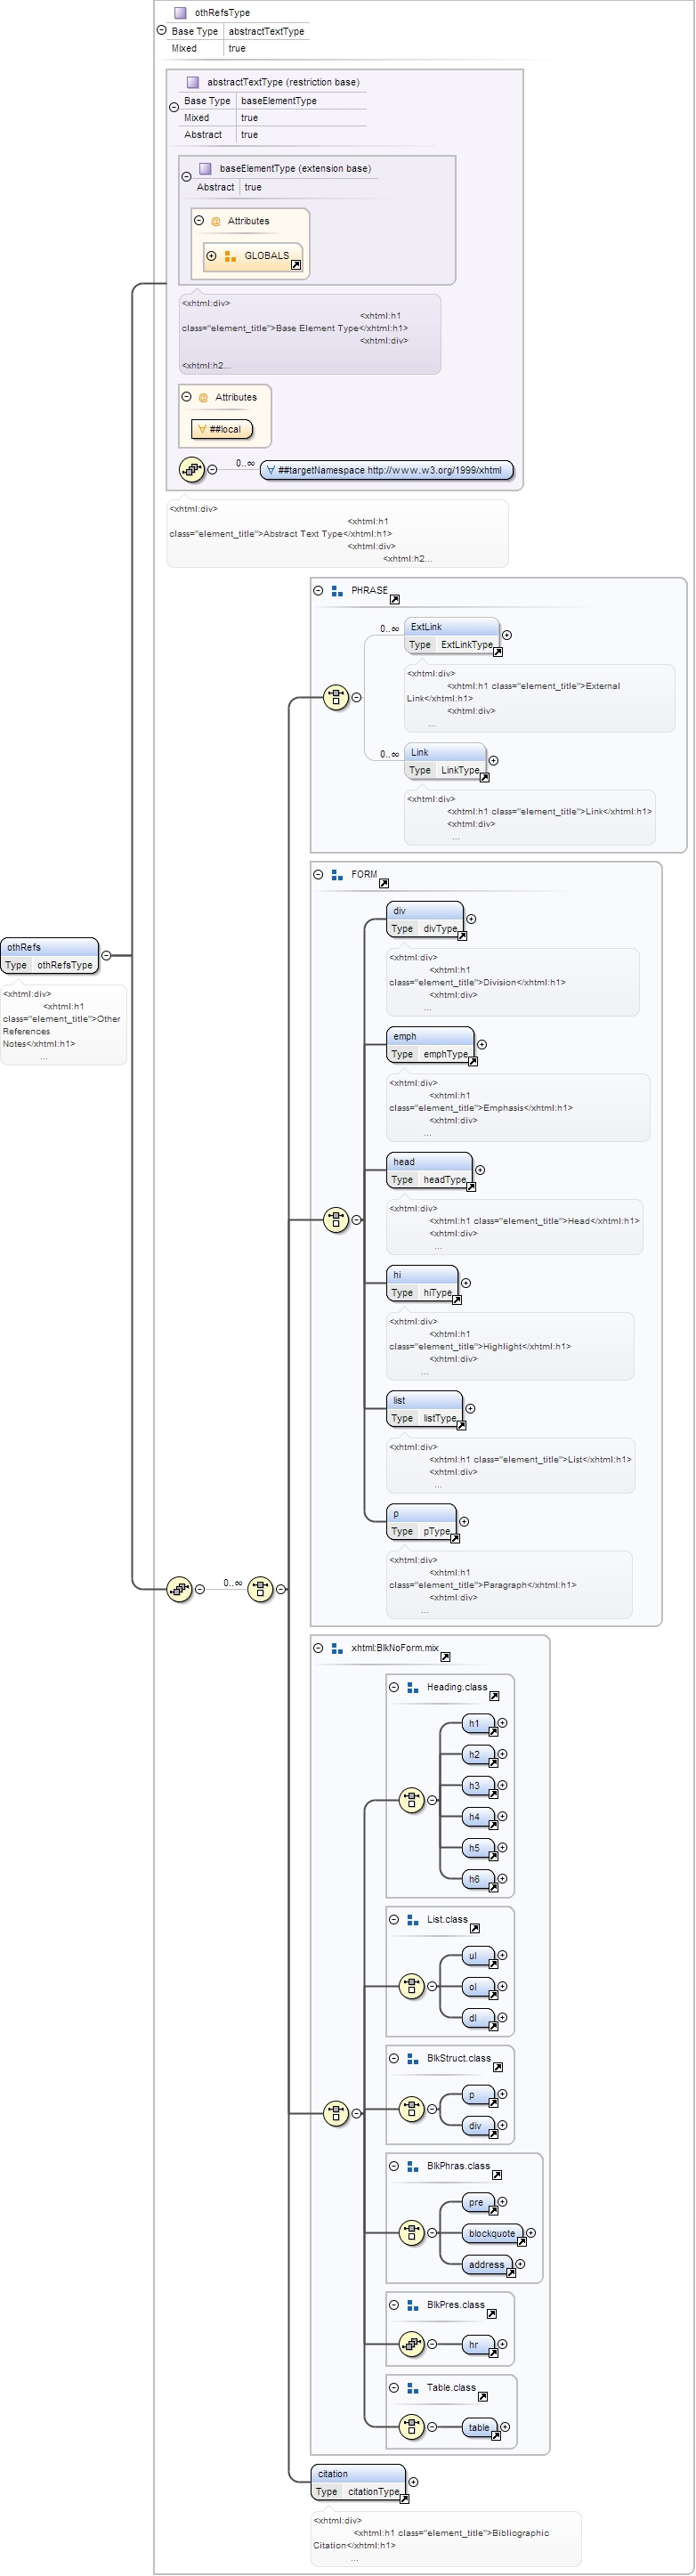 othRefsType
Base Type abstractTextType
Mixed true
abstractTextType (restriction base)
Base Type baseElementType
Mixed true
Abstract true
baseElementType (extension base)
Abstract true
@ Attributes
GLOBALS
<xhtml:div>
<xhtml:h1
class="element_title">Base Element Type</xhtml:h1>
<xhtml:div>
<xhtml:h2...
@ Attributes
##local
0..∞ ##targetNamespace http://www.w3.org/1999/xhtml
<xhtml:div>
<xhtml:h1
class="element_title">Abstract Text Type</xhtml:h1>
<xhtml:div>
<xhtml:h2...
PHRASE
0..∞ ExtLink
Type ExtLinkType
<xhtml:div>
<xhtml:h1 class="element_title">External
Link</xhtml:h1>
<xhtml:div>
...
0..∞ Link
Type LinkType
<xhtml:div>
<xhtml:h1 class="element_title">Link</xhtml:h1>
<xhtml:div>
...
FORM
div
Type divType
<xhtml:div>
<xhtml:h1
class="element_title">Division</xhtml:h1>
<xhtml:div>
...
othRefs
Type othRefsType
<xhtml:div>
<xhtml:h1
class="element_title">Other
References
Notes</xhtml:h1>
...
emph
Type emphType
<xhtml:div>
<xhtml:h1
class="element_title">Emphasis</xhtml:h1>
<xhtml:div>
...
head
Type headType
<xhtml:div>
<xhtml:h1 class="element_title">Head</xhtml:h1>
<xhtml:div>
...
hi
Type hiType
<xhtml:div>
<xhtml:h1
class="element_title">Highlight</xhtml:h1>
<xhtml:div>
...
list
Type listType
<xhtml:div>
<xhtml:h1 class="element_title">List</xhtml:h1>
<xhtml:div>
...
p
Type pType
<xhtml:div>
<xhtml:h1
class="element_title">Paragraph</xhtml:h1>
<xhtml:div>
...
0..∞
xhtml:BlkNoForm.mix
Heading.class
h1
h2
h3
h4
h5
h6
List.class
ul
ol
dl
BlkStruct.class
p
div
BlkPhras.class
pre
blockquote
address
BlkPres.class
hr
Table.class
table
citation
Type citationType
<xhtml:div>
<xhtml:h1 class="element_title">Bibliographic
Citation</xhtml:h1>
...